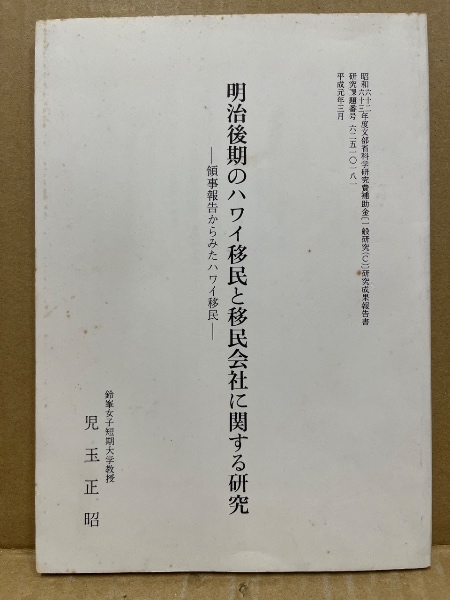 昭和六十二・六十三年度文部省科学研究費補助金〔一般研究(C)〕研究成果報告書
研究課題番号 六二五一〇一八一
平成元年三月
明治後期のハワイ移民と移民会社に関する研究
―領事報告からみたハワイ移民―
鈴峯女子短期大学教授
児玉正昭